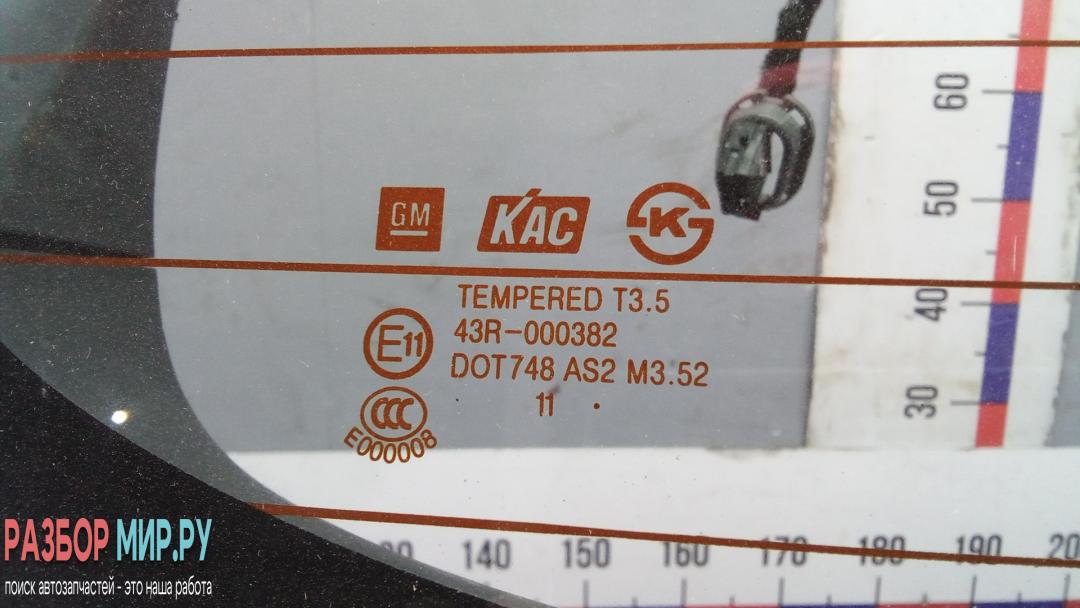 60
50
GM KAC K
40
TEMPERED T3.5
E11 43R-000382
DOT748 AS2 M3.52
11 .
CCC
E000008
30
РАЗБОР МИР.РУ
поиск автозапчастей - это наша работа
140 150 160 170 180 190